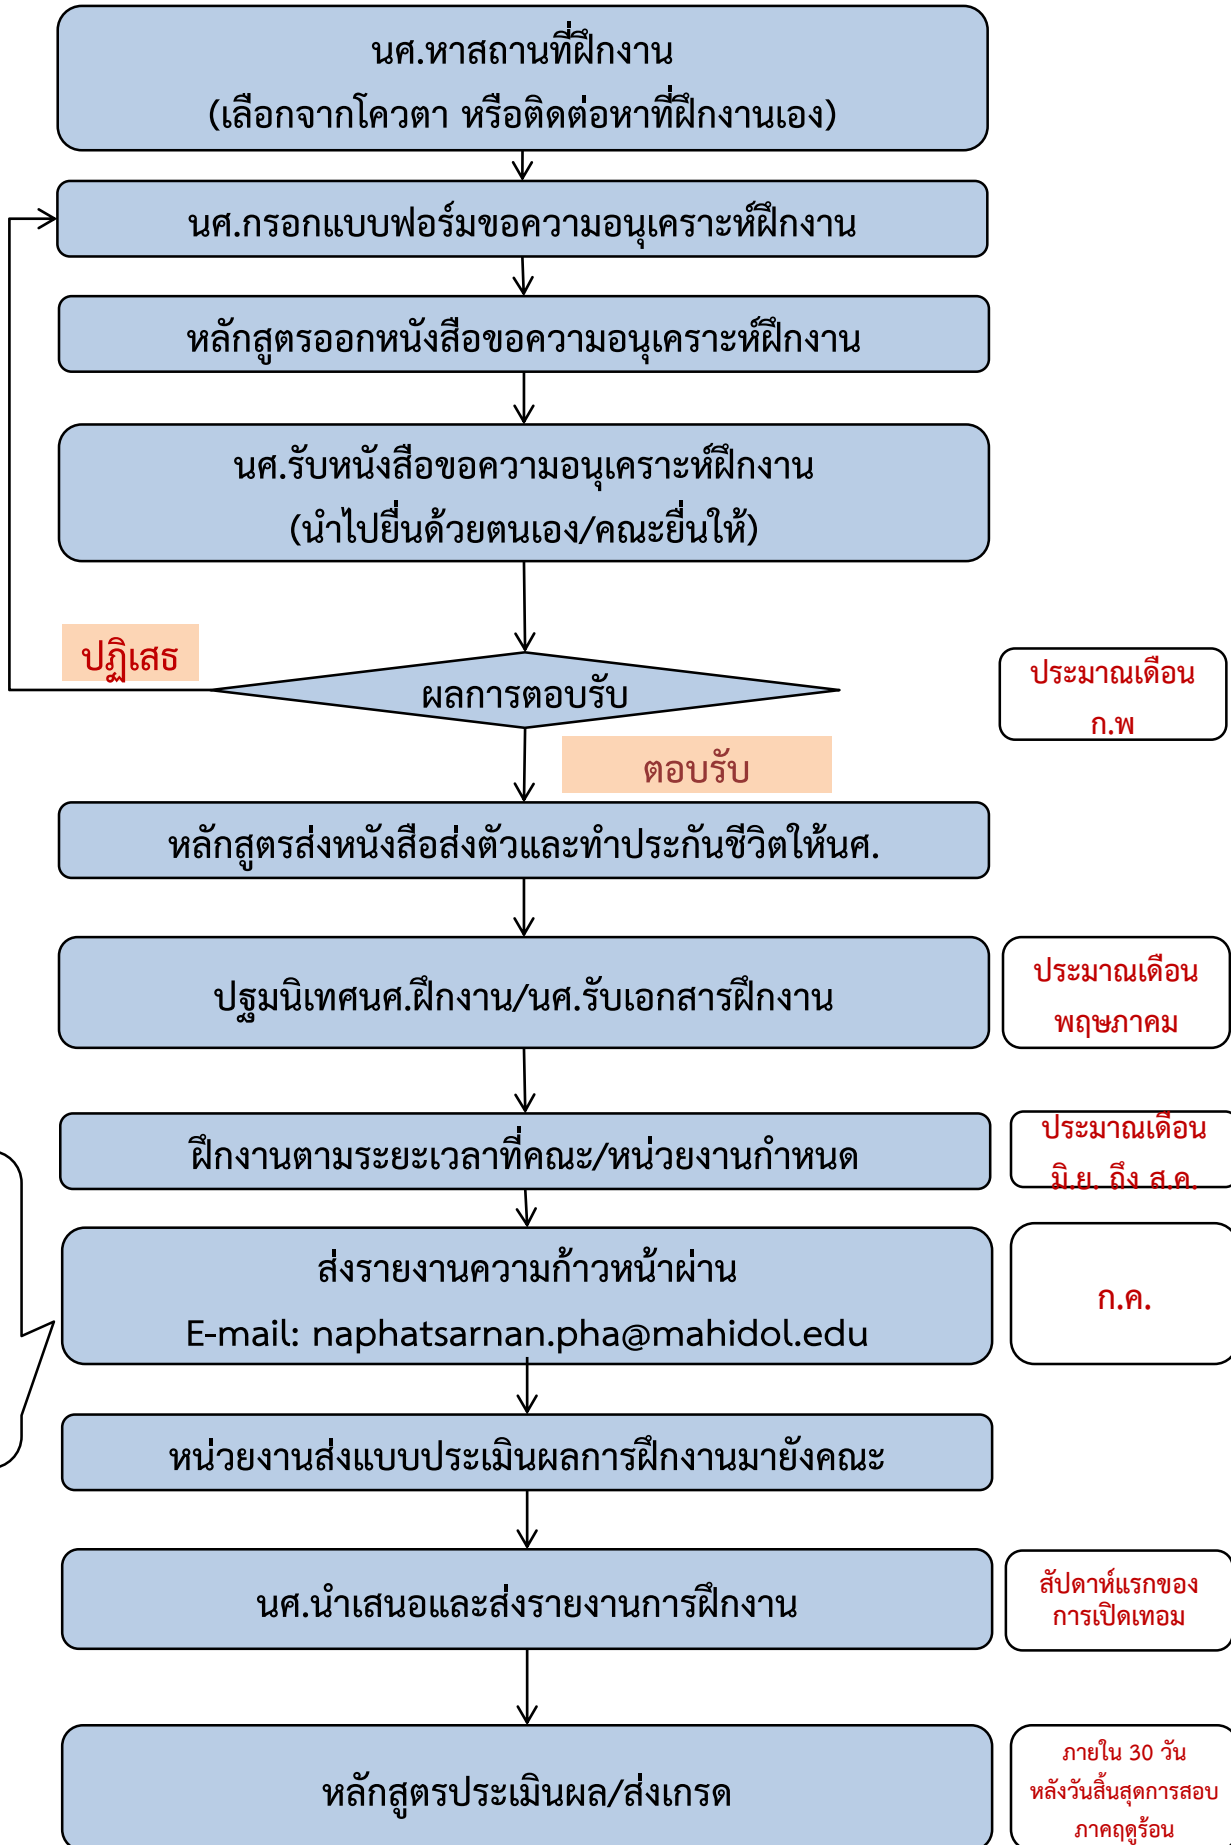 นศ.หาสถานที่ฝึกงาน
(เลือกจากโควตา หรือติดต่อหาที่ฝึกงานเอง)
นศ.กรอกแบบฟอร์มขอความอนุเคราะห์ฝึกงาน
หลักสูตรออกหนังสือขอความอนุเคราะห์ฝึกงาน
นศ.รับหนังสือขอความอนุเคราะห์ฝึกงาน
(นำไปยื่นด้วยตนเอง/คณะยื่นให้)
ปฏิเสธ
ผลการตอบรับ
ประมาณเดือน
ก.พ
ตอบรับ
หลักสูตรส่งหนังสือส่งตัวและทำประกันชีวิตให้นศ.
ปฐมนิเทศนศ.ฝึกงาน/นศ.รับเอกสารฝึกงาน
ประมาณเดือน
พฤษภาคม
ฝึกงานตามระยะเวลาที่คณะ/หน่วยงานกำหนด
ประมาณเดือน
มิ.ย. ถึง ส.ค.
ส่งรายงานความก้าวหน้าผ่าน
E-mail: naphatsarnan.pha@mahidol.edu
ก.ค.
หน่วยงานส่งแบบประเมินผลการฝึกงานมายังคณะ
นศ.นำเสนอและส่งรายงานการฝึกงาน
สัปดาห์แรกของ
การเปิดเทอม
หลักสูตรประเมินผล/ส่งเกรด
ภายใน 30 วัน
หลังวันสิ้นสุดการสอบ
ภาคฤดูร้อน